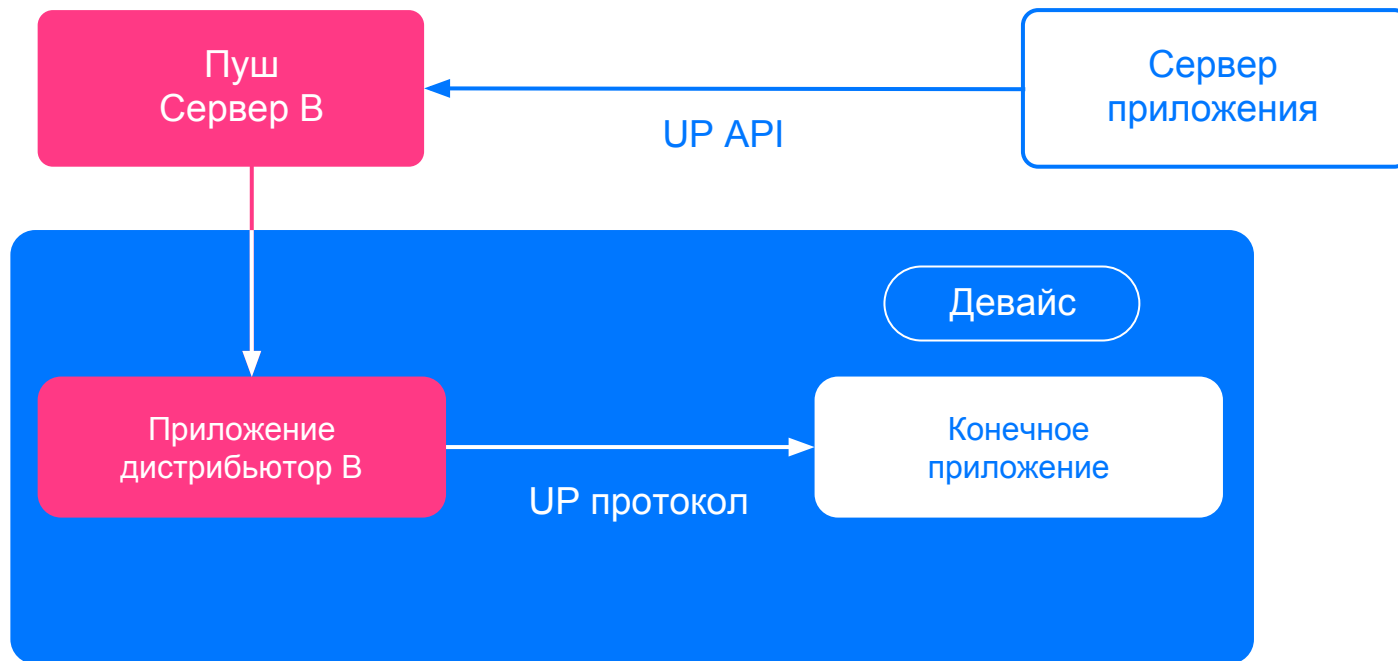 Пуш
Сервер B
Сервер
приложения
UP API
Девайс
Приложение
дистрибьютор B
Конечное
приложение
UP протокол